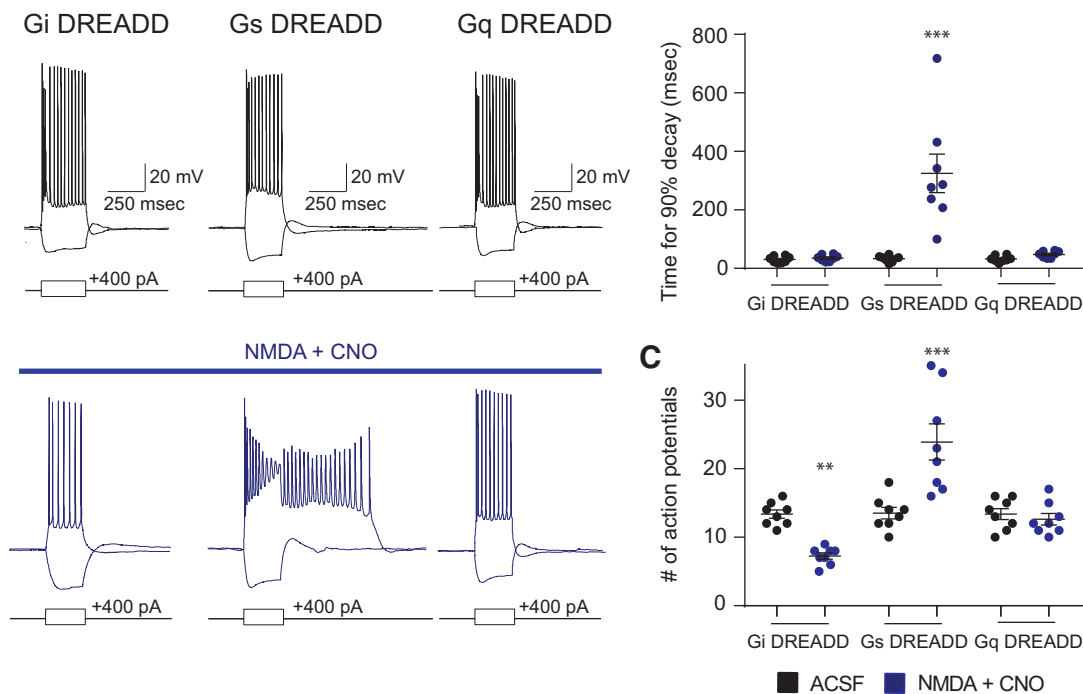 Gi DREADD
Gs DREADD
Gq DREADD
20 mV
250 msec
20 mV
250 msec
20 mV
250 msec
+400 pA
+400 pA
+400 pA
NMDA + CNO
+400 pA
+400 pA
+400 pA
Time for 90% decay (msec)
800
600
400
200
0
***
Gi DREADD
Gs DREADD
Gq DREADD
C
# of action potentials
30
20
10
0
**
***
Gi DREADD
Gs DREADD
Gq DREADD
ACSF
NMDA + CNO